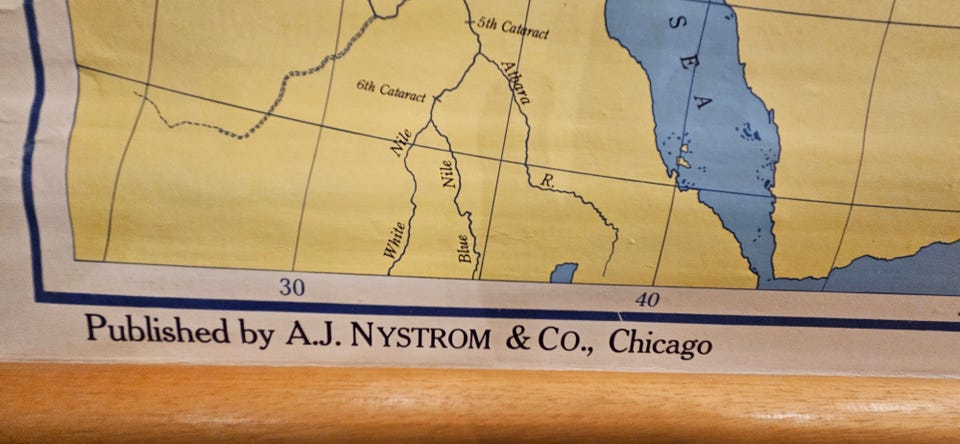 S
E
A
5th Cataract
Atbara
6th Cataract
Nile
Nile
R.
White
Blue
30
40
Published by A.J. NYSTROM & CO., Chicago